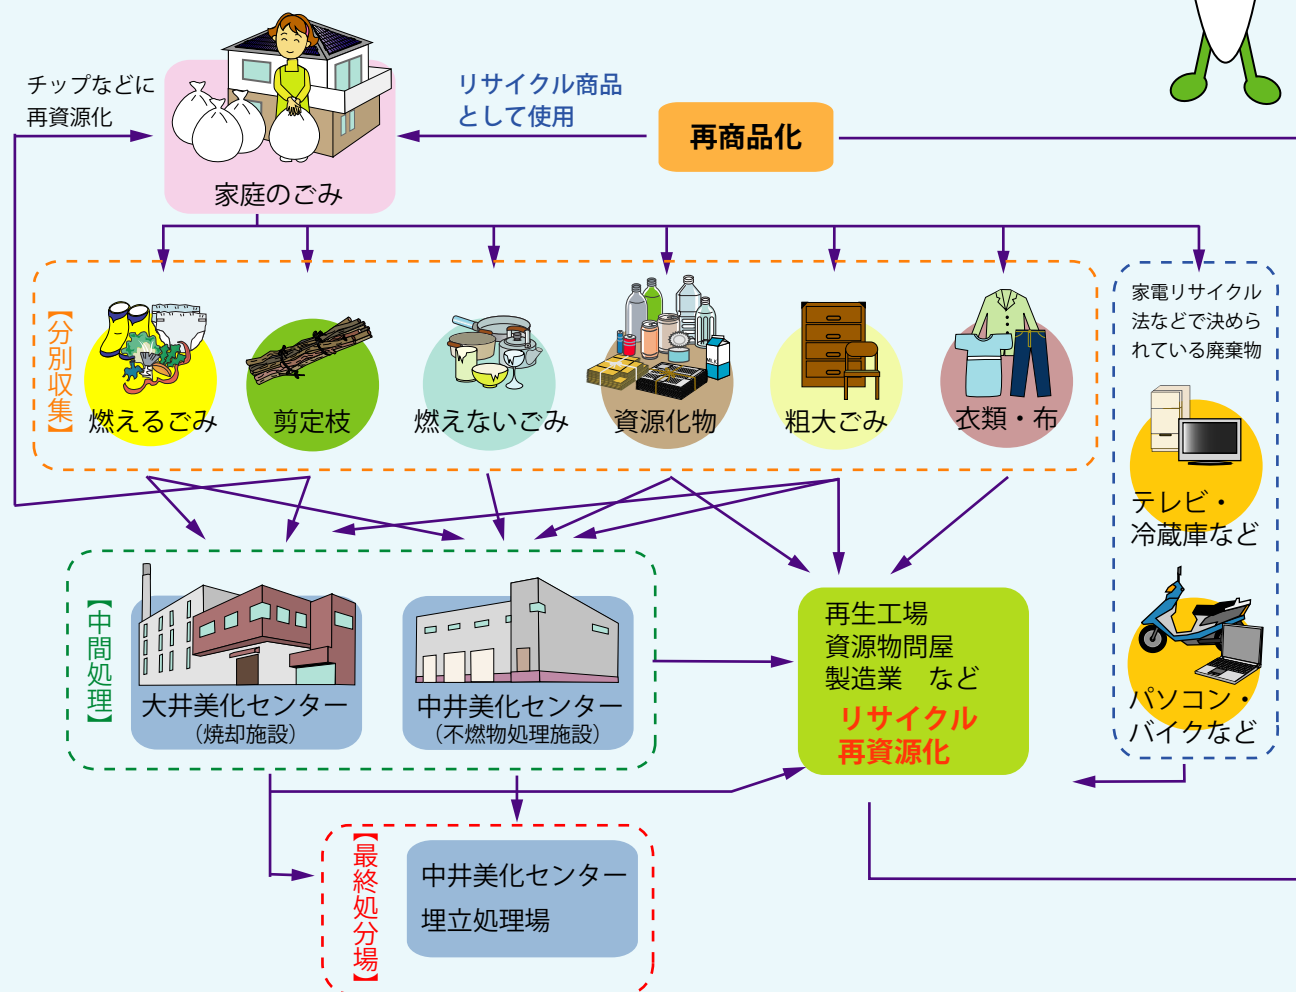 チップなどに
再資源化
リサイクル商品
として使用
再商品化
家庭のごみ
【分別収集】
燃えるごみ
剪定枝
燃えないごみ
MILK
資源化物
粗大ごみ
衣類・布
家電リサイクル
法などで決めら
れている廃棄物
テレビ・
冷蔵庫など
パソコン・
バイクなど
【中間処理】
大井美化センター
（焼却施設）
中井美化センター
（不燃物処理施設）
再生工場
資源物問屋
製造業　など
リサイクル
再資源化
【最終処分場】
中井美化センター
埋立処理場